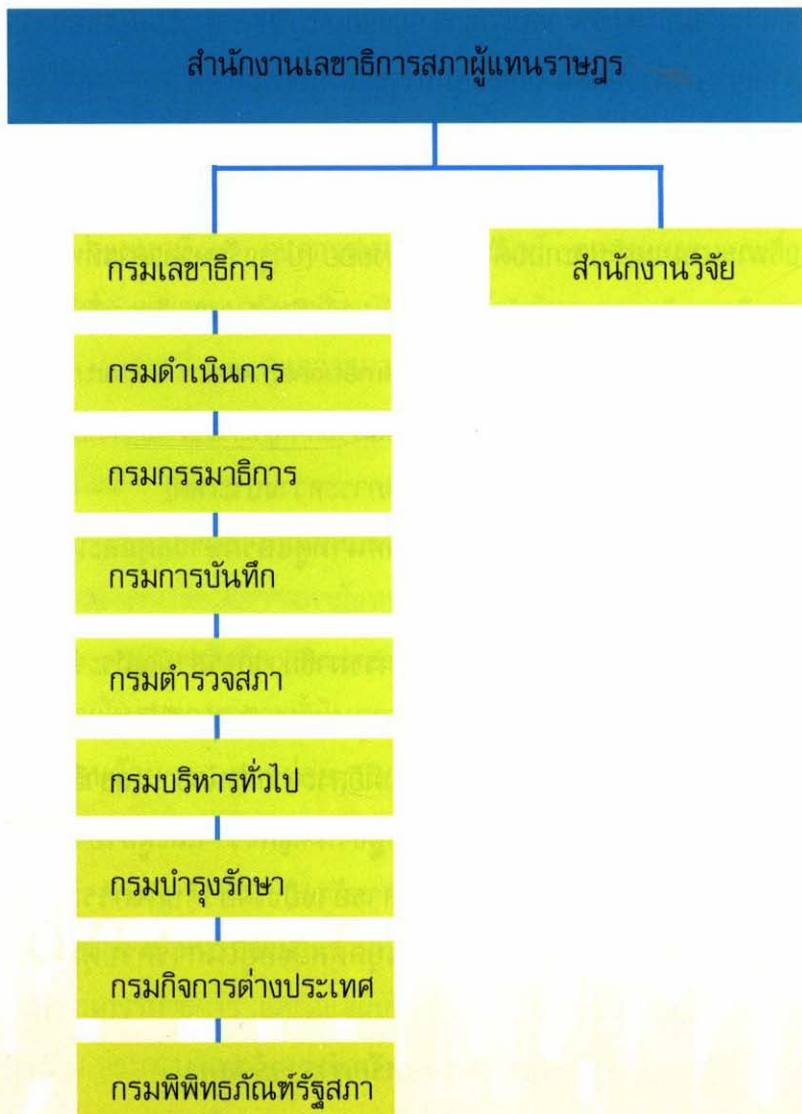 สำนักงานเลขาธิการสภาผู้แทนราษฎร
กรมเลขาธิการ
สำนักงานวิจัย
กรมดำเนินการ
กรมกรรมาธิการ
กรมการบันทึก
กรมตำรวจสภา
กรมบริหารทั่วไป
กรมบำรุงรักษา
กรมกิจการต่างประเทศ
กรมพิพิทธภัณฑ์รัฐสภา